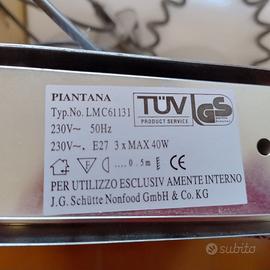 PIANTANA
Typ.No. LMC61131
230V~ 50Hz
230V~, E27 3 x MAX 40W
F 0.5m
TÜV
PRODUCT SERVICE
GS
CE
PER UTILIZZO ESCLUSIV AMENTE INTERNO
J.G. Schütte Nonfood GmbH & Co. KG
subito